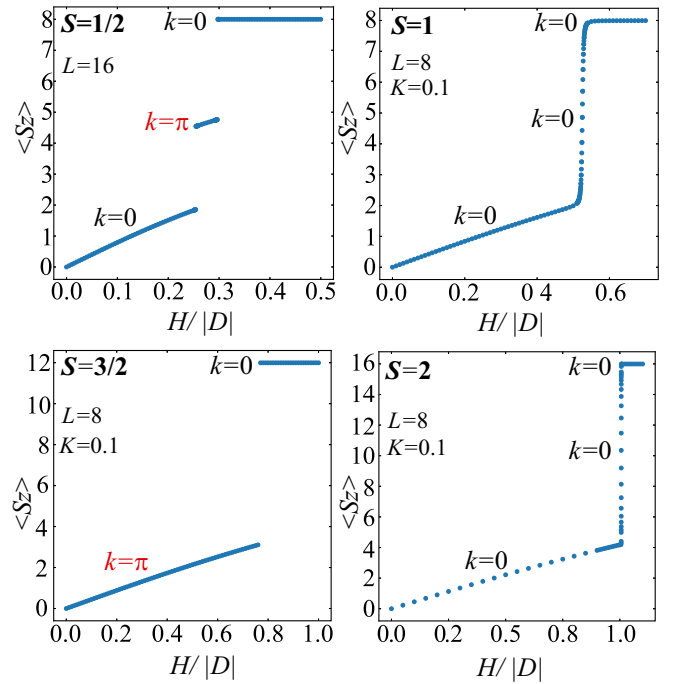 S=1/2
L=16
k=0
k=π
k=0
<Sz>
8
7
6
5
4
3
2
1
0
0.0 0.1 0.2 0.3 0.4 0.5
H/ |D|
S=1
L=8
K=0.1
k=0
k=0
k=0
<Sz>
8
7
6
5
4
3
2
1
0
0.0 0.2 0 4 0.6
H/ |D|
S=3/2
L=8
K=0.1
k=0
k=π
<Sz>
12
10
8
6
4
2
0
0.0 0.2 0.4 0.6 0.8 1.0
H/ |D|
S=2
L=8
K=0.1
k=0
k=0
k=0
<Sz>
16
14
12
10
8
6
4
2
0
0.0 0.2 0.5 0.8 1.0
H/ |D|